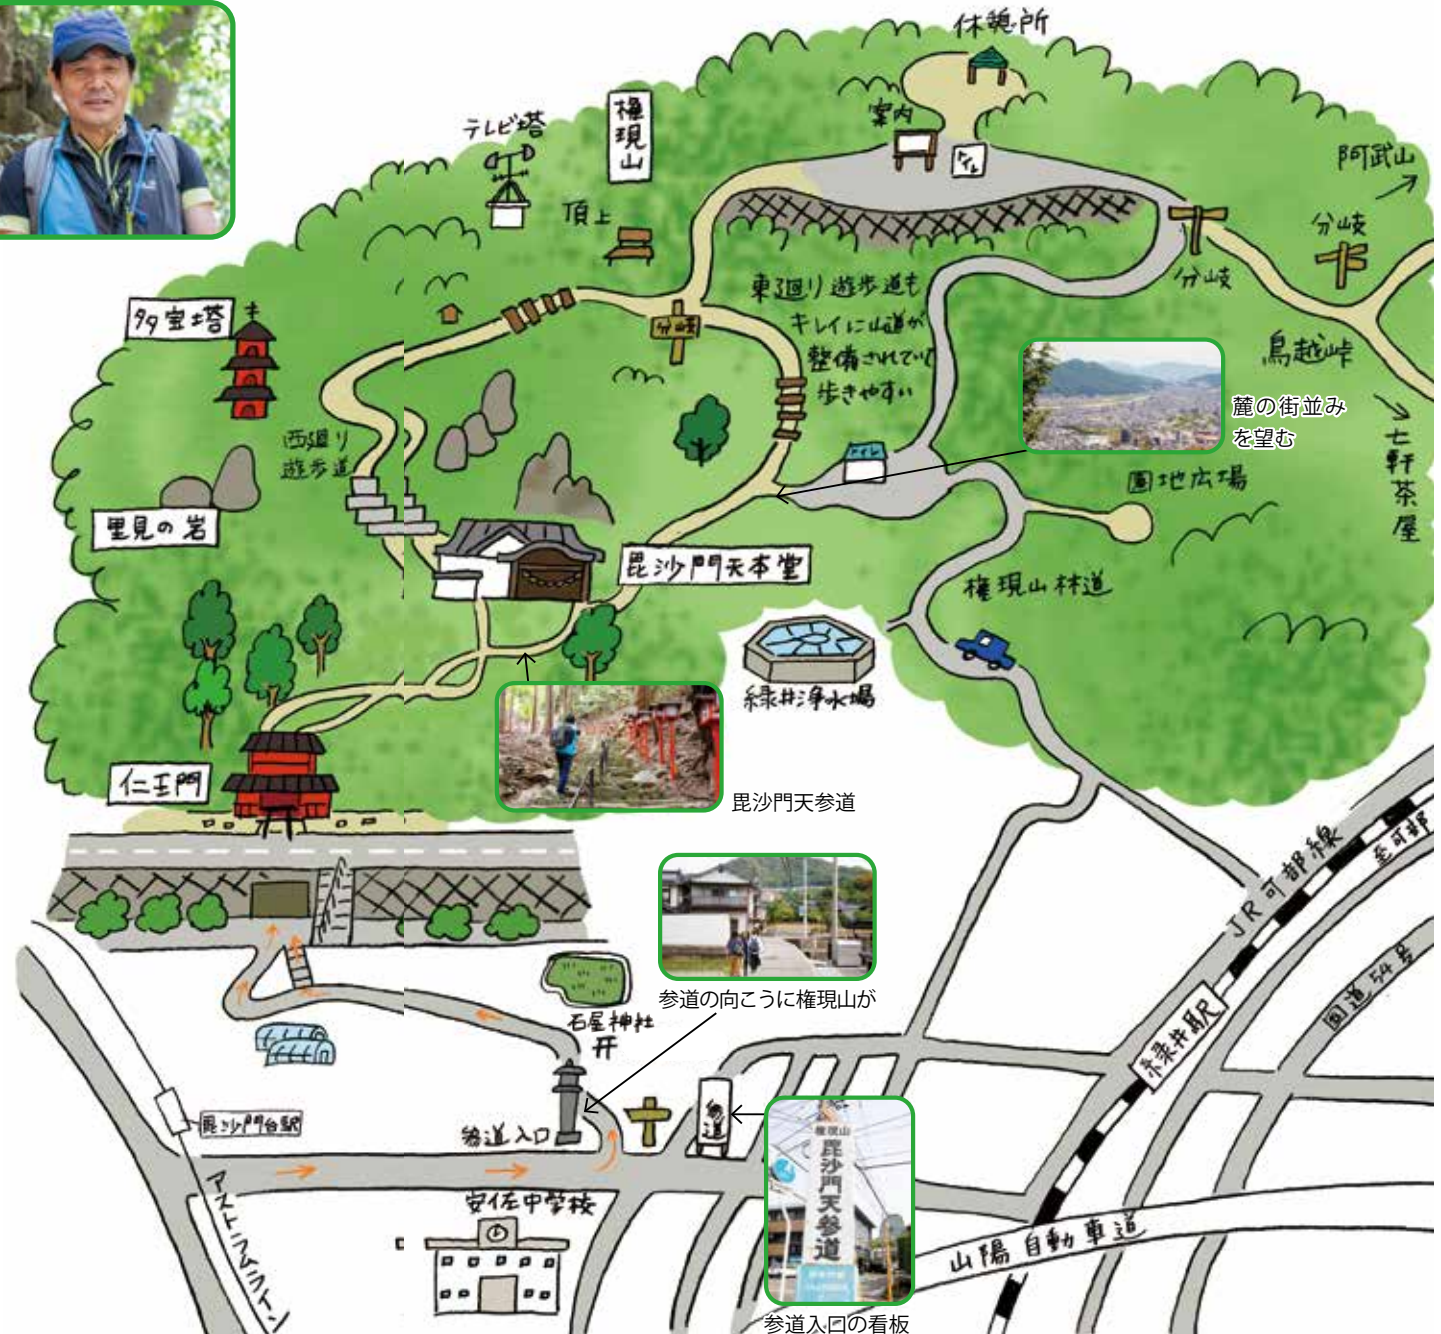 休憩所
案内
トイレ
権現山
テレビ塔
頂上
阿武山
分岐
分岐
鳥越峠
七軒茶屋
東廻り遊歩道も
キレイに山道が
整備されていて
歩きやすい
分岐
多宝塔
西廻り
遊歩道
里見の岩
麓の街並み
を望む
トイレ
園地広場
毘沙門天本堂
権現山林道
緑井浄水場
仁王門
毘沙門天参道
JR可部線
至可部
国道54号
緑井駅
参道の向こうに権現山が
石屋神社
毘沙門台駅
参道入口
参道
権現山
毘沙門天参道
安佐中学校
アストラムライン
山陽自動車道
参道入口の看板